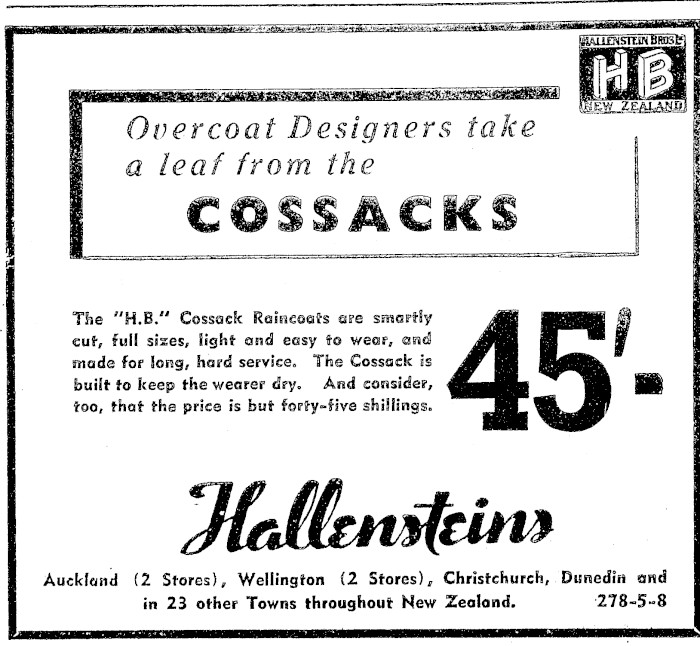 HALLENSTEIN BROS LD
HB
NEW ZEALAND
Overcoat Designers take
a leaf from the
COSSACKS
The "H.B." Cossack Raincoats are smartly
cut, full sizes, light and easy to wear, and
made for long, hard service. The Cossack is
built to keep the wearer dry. And consider,
too, that the price is but forty-five shillings.
45'-
Hallensteins
Auckland (2 Stores), Wellington (2 Stores), Christchurch, Dunedin and
in 23 other Towns throughout New Zealand. 278-5-8